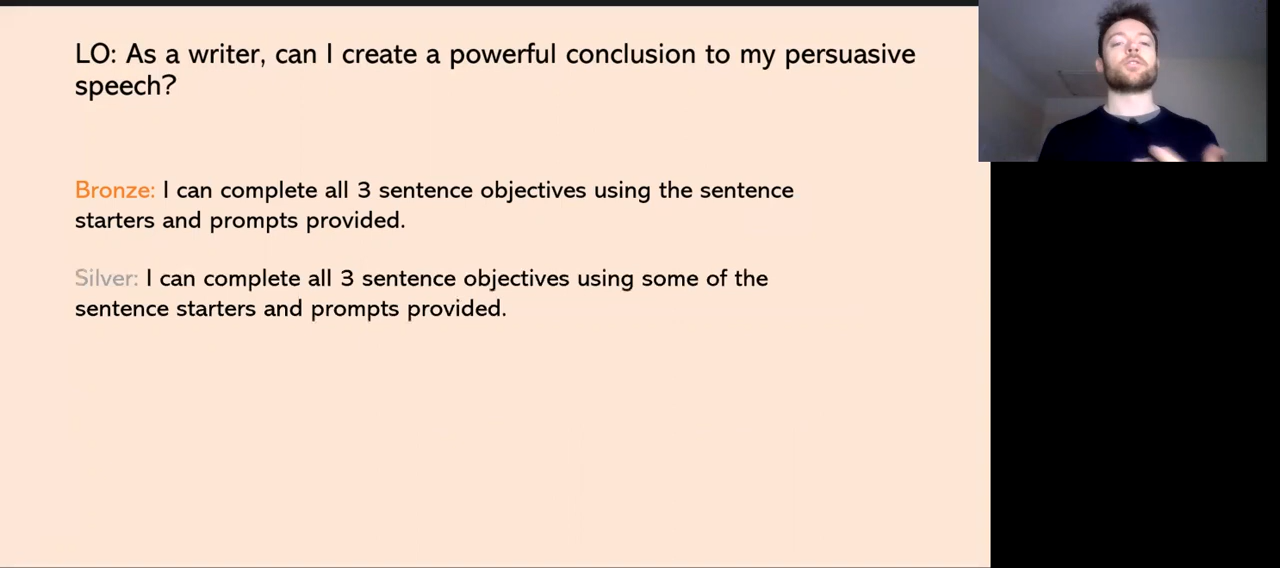 LO: As a writer, can I create a powerful conclusion to my persuasive
speech?
Bronze: I can complete all 3 sentence objectives using the sentence
starters and prompts provided.
Silver: I can complete all 3 sentence objectives using some of the
sentence starters and prompts provided.